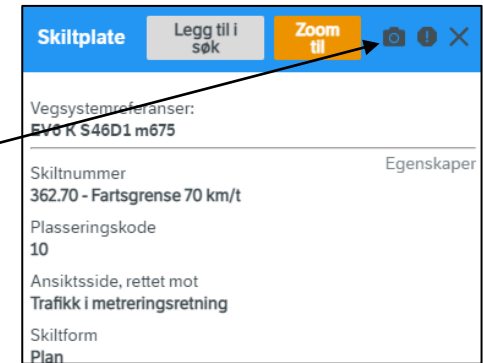 Skiltplate
Legg til i
søk
Zoom
til
Vegsystemreferanser:
EV6 K S46D1 m675
Egenskaper
Skiltnummer
362.70 - Fartsgrense 70 km/t
Plasseringskode
10
Ansiktsside, rettet mot
Trafikk i metreringsretning
Skiltform
Plan